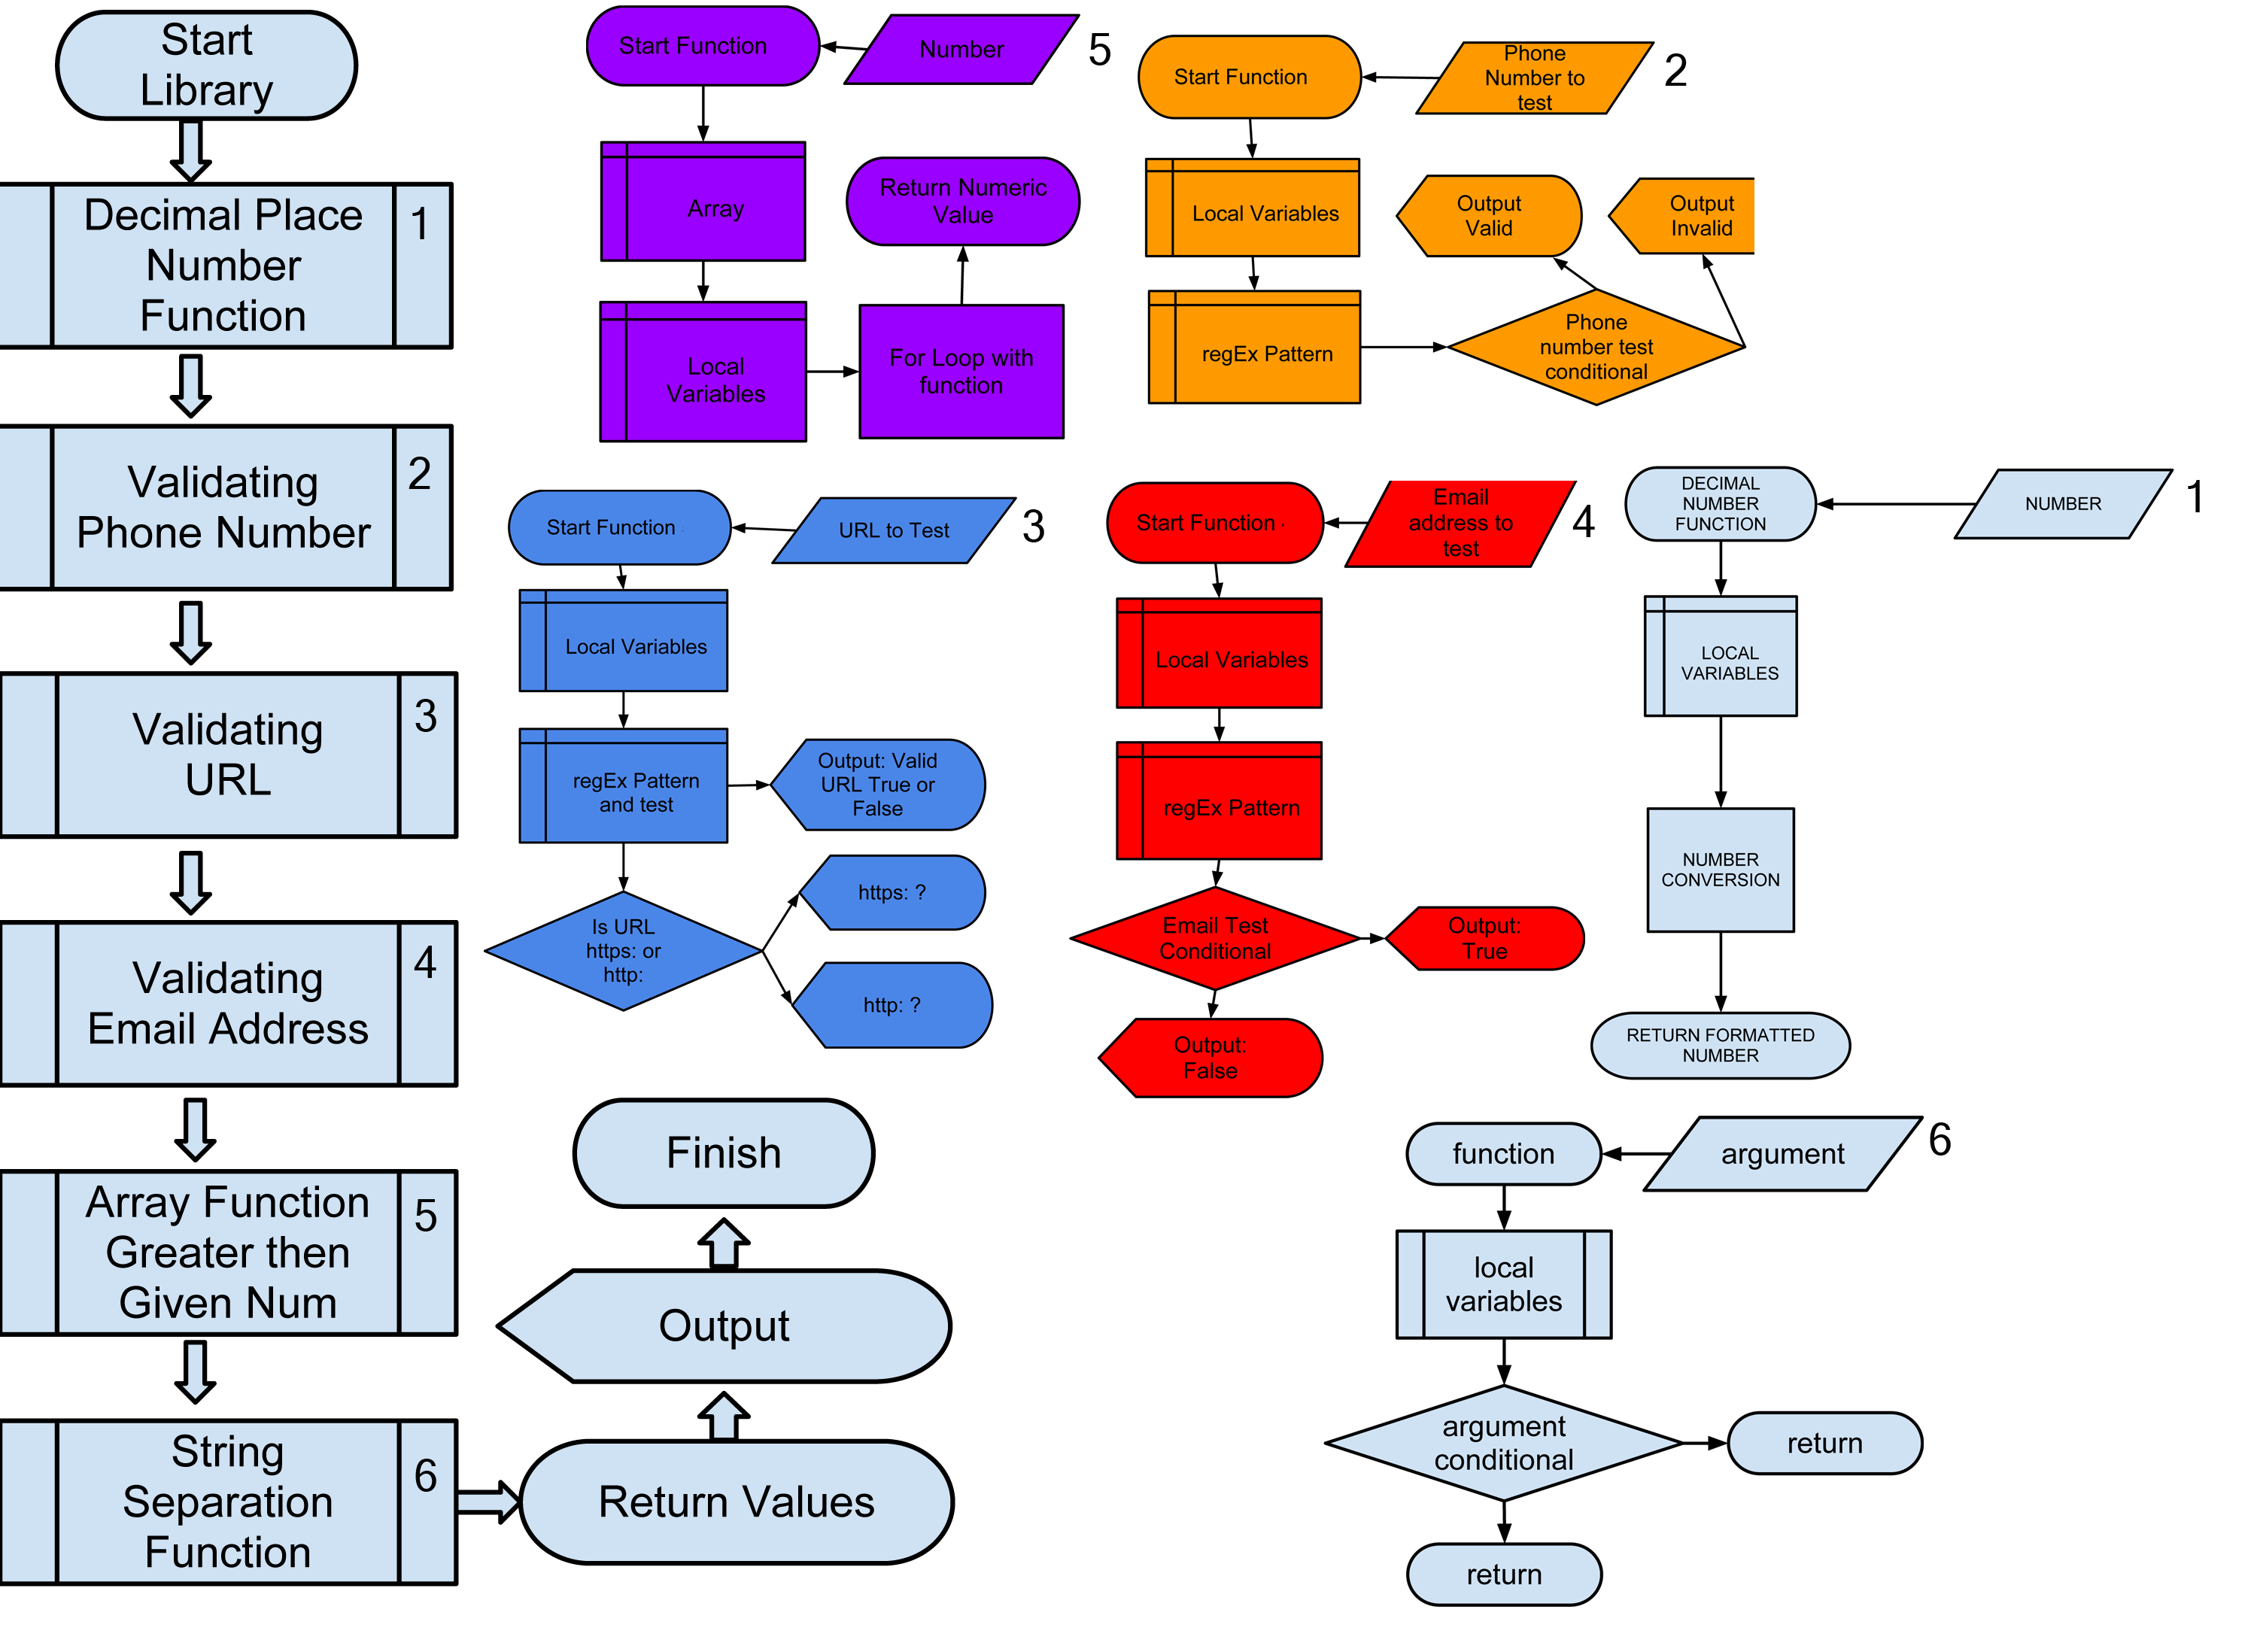 Start
Library
Decimal Place
Number
Function
1
Validating
Phone Number
2
Validating
URL
3
Validating
Email Address
4
Array Function
Greater then
Given Num
5
String
Separation
Function
6
Return Values
Output
Finish
Start Function
Number
5
Array
Local
Variables
For Loop with
function
Return Numeric
Value
Start Function
Phone
Number to
test
2
Local Variables
regEx Pattern
Phone
number test
conditional
Output
Valid
Output
Invalid
Start Function
URL to Test
3
Local Variables
regEx Pattern
and test
Output: Valid
URL True or
False
Is URL
https: or
http:
https: ?
http: ?
Start Function
Email
address to
test
4
Local Variables
regEx Pattern
Email Test
Conditional
Output:
True
Output:
False
DECIMAL
NUMBER
FUNCTION
NUMBER
1
LOCAL
VARIABLES
NUMBER
CONVERSION
RETURN FORMATTED
NUMBER
function
argument
6
local
variables
argument
conditional
return
return